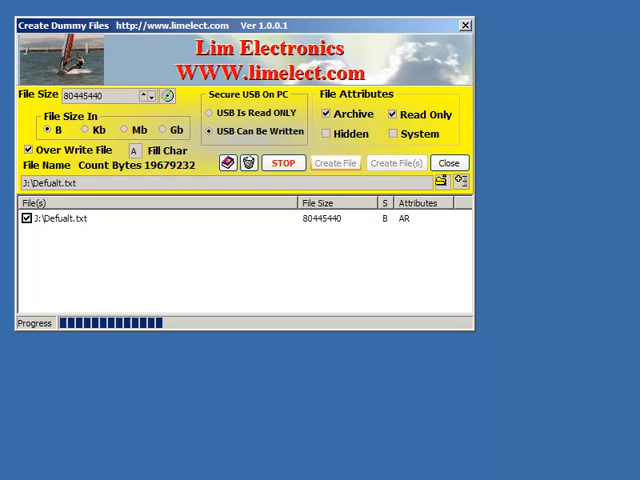 Create Dummy Files   http://www.limelect.com   Ver 1.0.0.1
Lim Electronics
WWW.limelect.com
File Size 80445440
Secure USB On PC
File Attributes
USB Is Read ONLY
USB Can Be Written
Archive Read Only
Hidden System
File Size In
B Kb Mb Gb
Over Write File A Fill Char
File Name Count Bytes 19679232
STOP Create File Create File(s) Close
J:\Defualt.txt
File(s) File Size S Attributes
J:\Defualt.txt 80445440 B AR
Progress